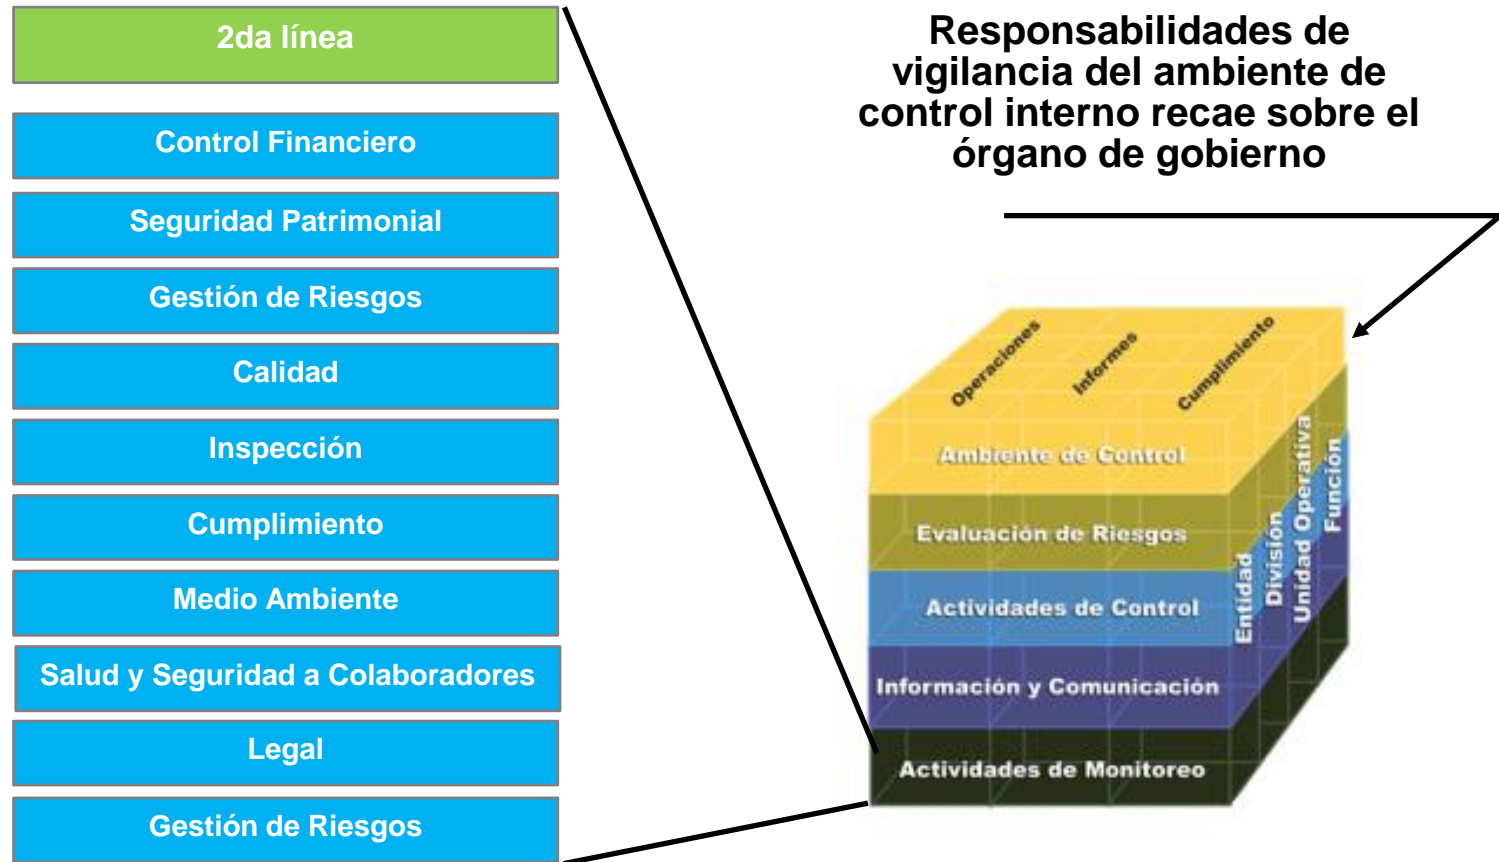 2da línea
Control Financiero
Seguridad Patrimonial
Gestión de Riesgos
Calidad
Inspección
Cumplimiento
Medio Ambiente
Salud y Seguridad a Colaboradores
Legal
Gestión de Riesgos
Responsabilidades de
vigilancia del ambiente de
control interno recae sobre el
órgano de gobierno
Operaciones
Informes
Cumplimiento
Ambiente de Control
Evaluación de Riesgos
Actividades de Control
Información y Comunicación
Actividades de Monitoreo
Entidad
División
Unidad Operativa
Función